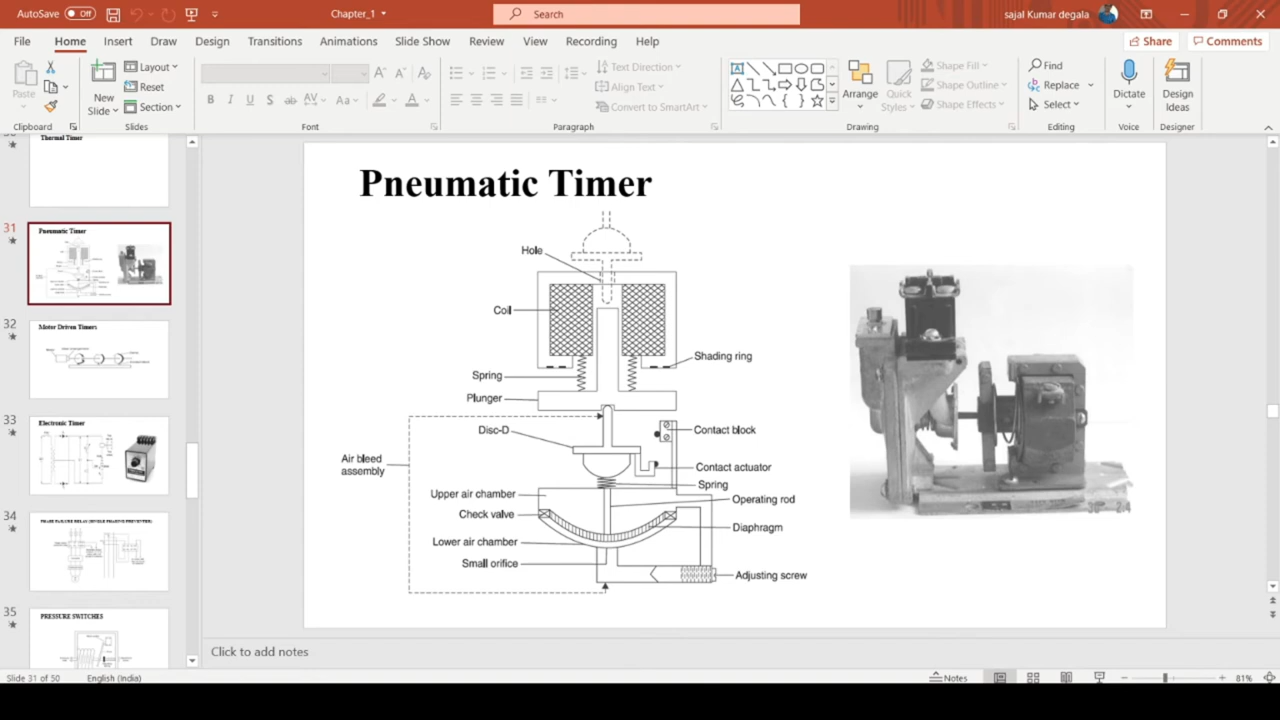 AutoSave Off
Chapter_1
Search
sajal Kumar degala
File Home Insert Draw Design Transitions Animations Slide Show Review View Recording Help
Share Comments
Paste
Clipboard
New Slide
Layout
Reset
Section
Slides
B I U S ab AV Aa A
Font
Text Direction
Align Text
Convert to SmartArt
Paragraph
Arrange
Quick Styles
Shape Fill
Shape Outline
Shape Effects
Drawing
Find
Replace
Select
Editing
Dictate
Voice
Design Ideas
Designer
Thermal Timer
31
Pneumatic Timer
32
Motor Driven Timers
33
Electronic Timer
34
35
PRESSURE SWITCHES
Pneumatic Timer
Hole
Coil
Shading ring
Spring
Plunger
Disc-D
Contact block
Air bleed
assembly
Contact actuator
Spring
Upper air chamber
Operating rod
Check valve
Diaphragm
Lower air chamber
Small orifice
Adjusting screw
Click to add notes
Slide 31 of 50
English (India)
Notes
81%